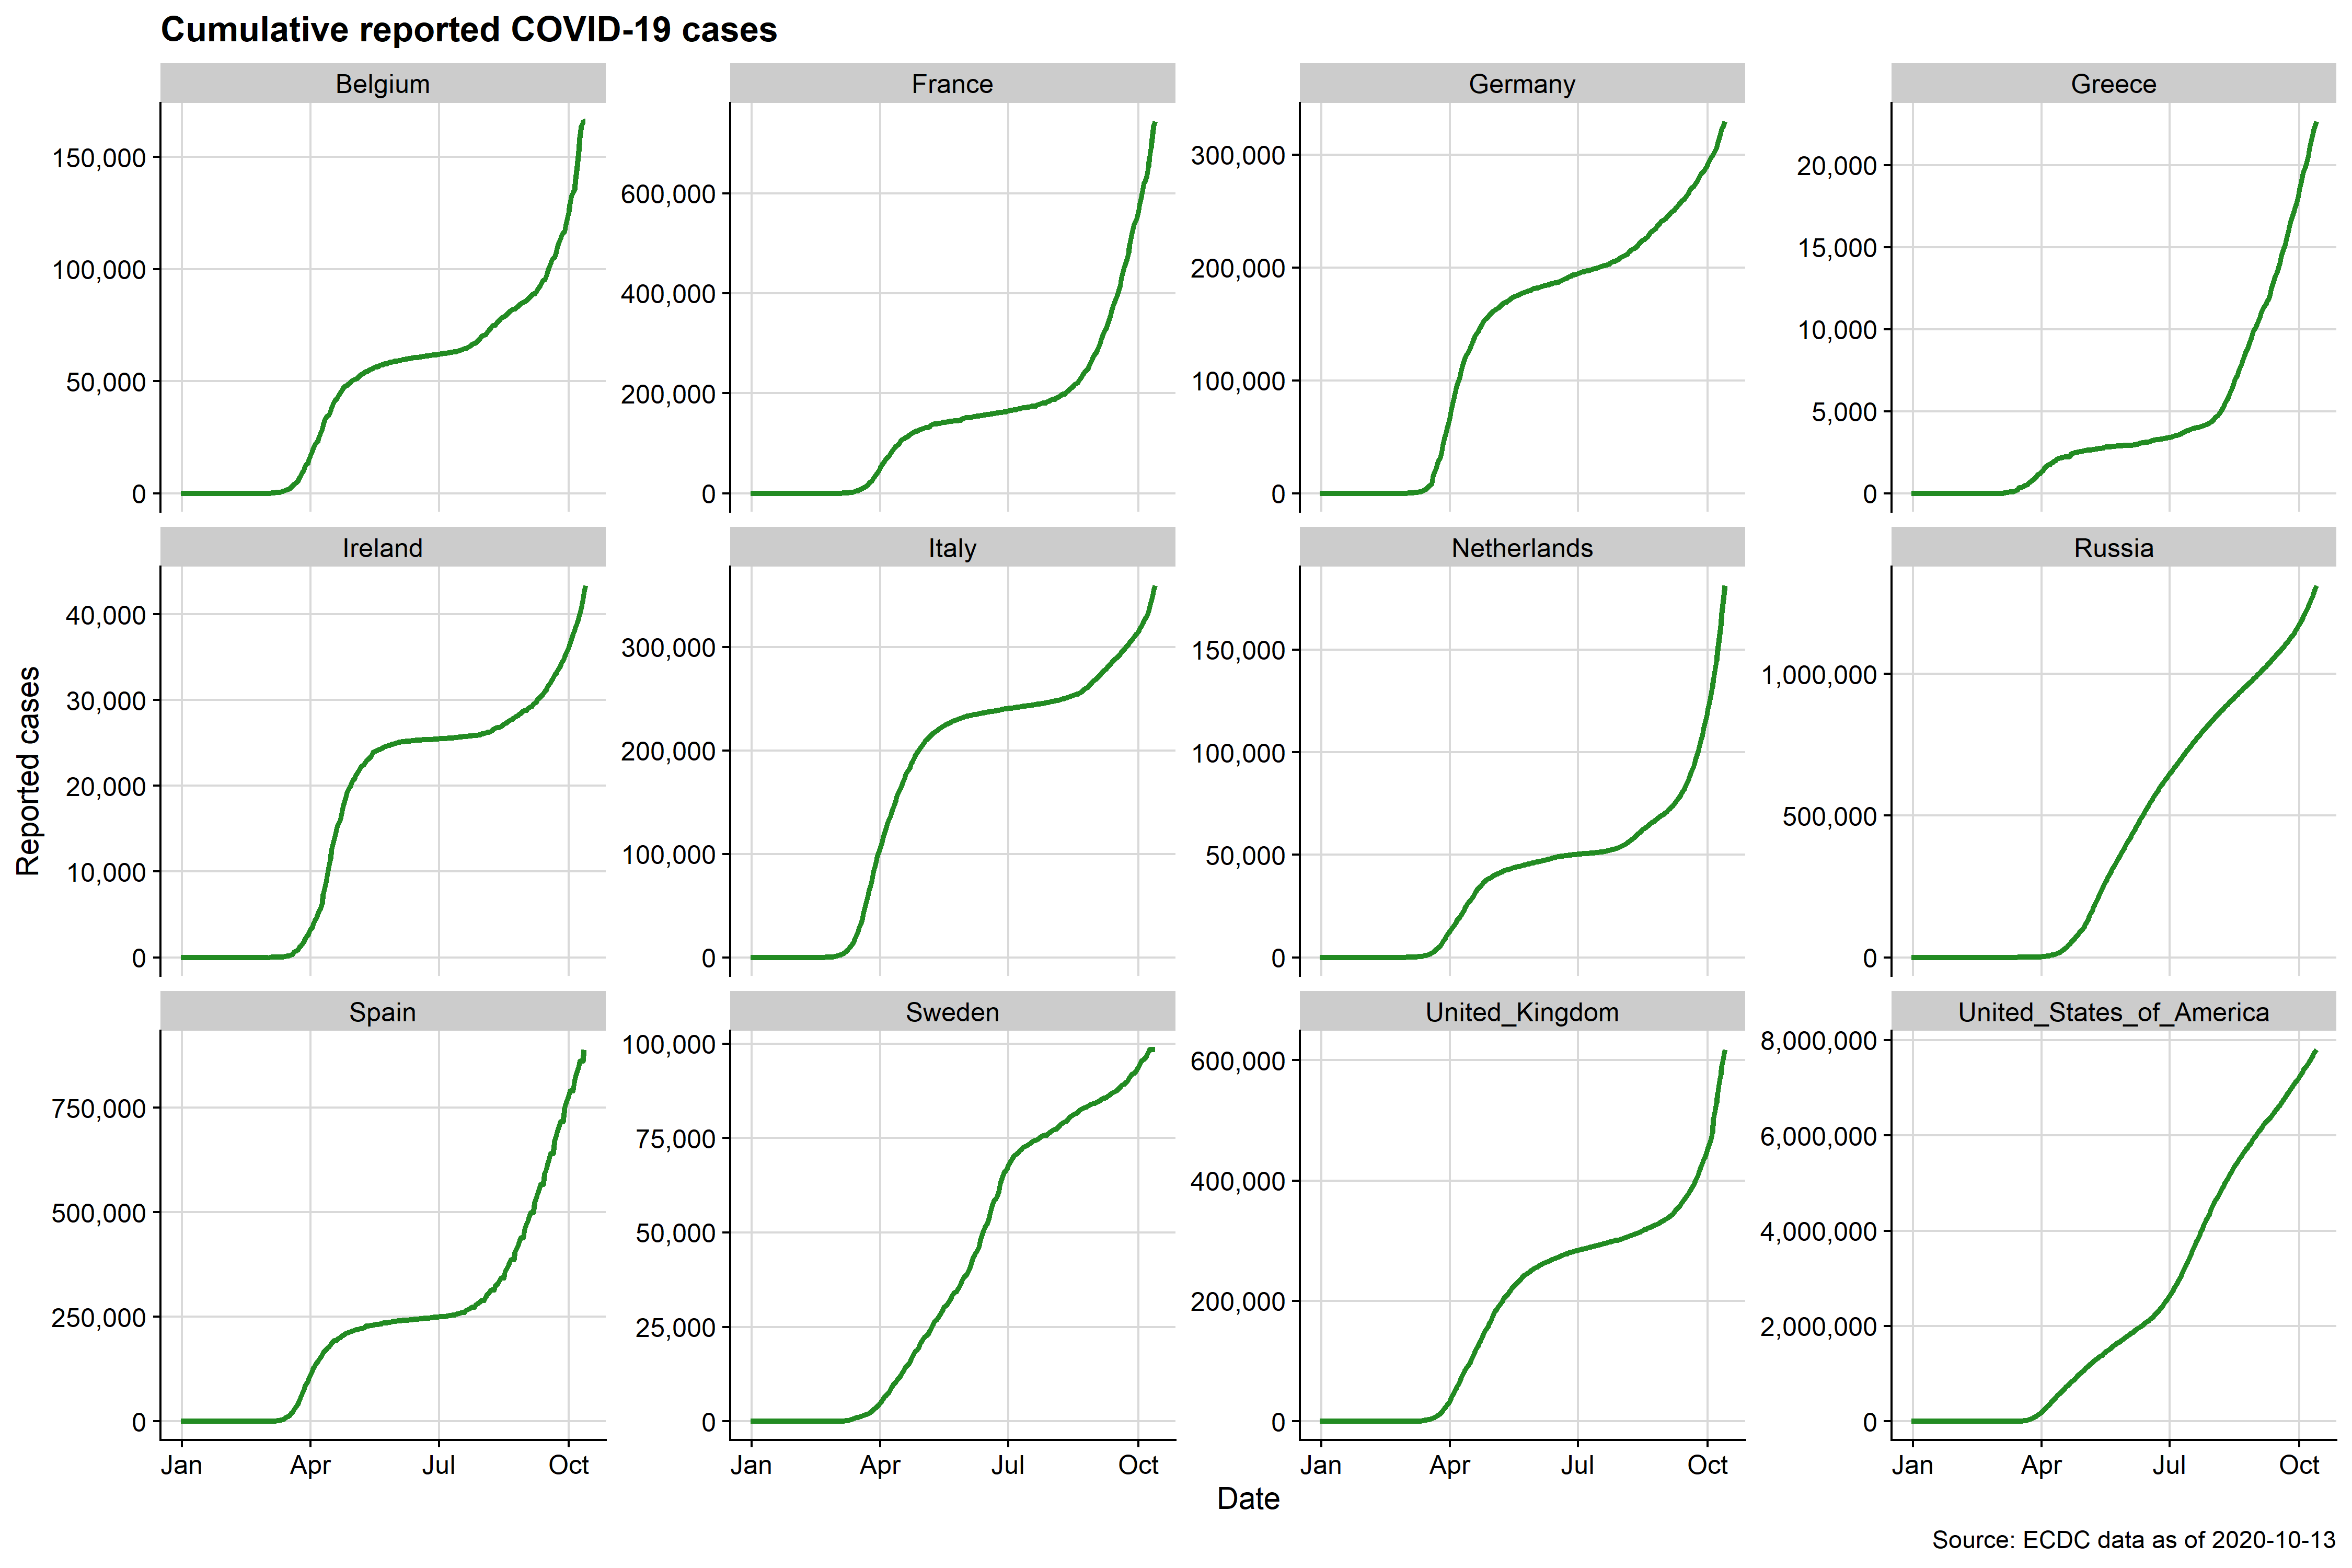 Cumulative reported COVID-19 cases
Belgium
France
Germany
Greece
150,000
100,000
50,000
0
600,000
400,000
200,000
0
300,000
200,000
100,000
0
20,000
15,000
10,000
5,000
0
Ireland
Italy
Netherlands
Russia
40,000
30,000
20,000
10,000
0
300,000
200,000
100,000
0
150,000
100,000
50,000
0
1,000,000
500,000
0
Reported cases
Spain
Sweden
United_Kingdom
United_States_of_America
750,000
500,000
250,000
0
100,000
75,000
50,000
25,000
0
600,000
400,000
200,000
0
8,000,000
6,000,000
4,000,000
2,000,000
0
Jan Apr Jul Oct
Jan Apr Jul Oct
Jan Apr Jul Oct
Jan Apr Jul Oct
Date
Source: ECDC data as of 2020-10-13